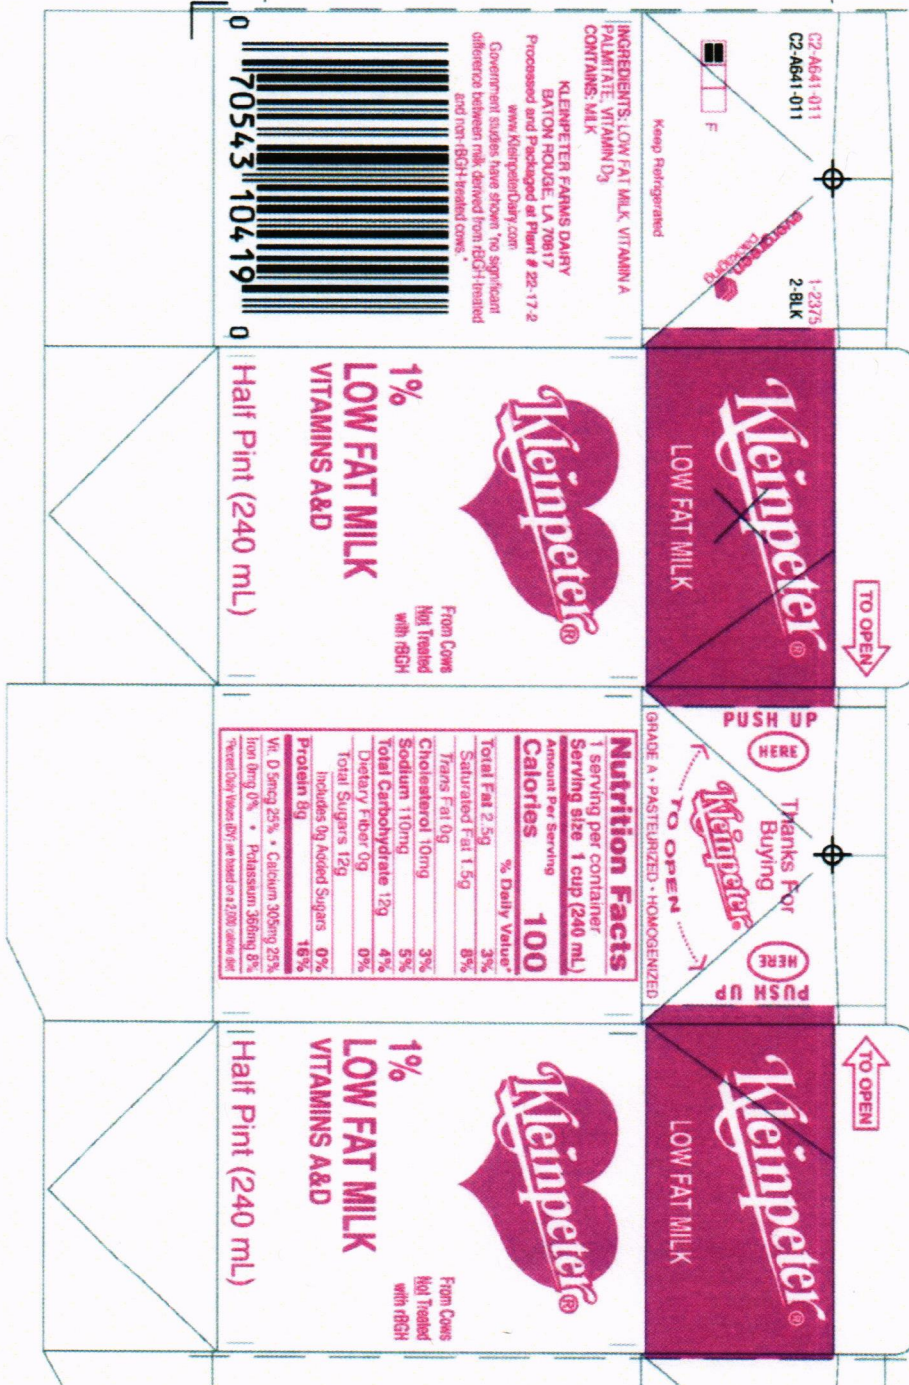 C2-A641-011
C2-A641-011
1-2375
2-BLK
F
Evergreen
Packaging
Keep Refrigerated
INGREDIENTS: LOW FAT MILK, VITAMIN A
PALMITATE, VITAMIN D3
CONTAINS: MILK
KLEINPETER FARMS DAIRY
BATON ROUGE, LA 70817
Processed and Packaged at Plant # 22-17-2
www.KleinpeterDairy.com
Government studies have shown "no significant
difference between milk derived from rBGH-treated
and non-rBGH-treated cows."
0 70543 10419 0
TO OPEN
Kleinpeter®
LOW FAT MILK
Kleinpeter®
From Cows
Not Treated
with rBGH
1%
LOW FAT MILK
VITAMINS A&D
Half Pint (240 mL)
Thanks For
Buying
Kleinpeter®
PUSH UP
HERE
PUSH UP
HERE
TO OPEN
GRADE A • PASTEURIZED • HOMOGENIZED
Nutrition Facts
1 serving per container
Serving size 1 cup (240 mL)
Amount Per Serving
Calories 100
% Daily Value*
Total Fat 2.5g 3%
Saturated Fat 1.5g 8%
Trans Fat 0g
Cholesterol 10mg 3%
Sodium 110mg 5%
Total Carbohydrate 12g 4%
Dietary Fiber 0g 0%
Total Sugars 12g
Includes 0g Added Sugars 0%
Protein 8g 16%
Vit. D 5mcg 25% • Calcium 305mg 25%
Iron 0mg 0% • Potassium 366mg 8%
*Percent Daily Values (DV) are based on a 2,000 calorie diet
TO OPEN
Kleinpeter®
LOW FAT MILK
Kleinpeter®
From Cows
Not Treated
with rBGH
1%
LOW FAT MILK
VITAMINS A&D
Half Pint (240 mL)